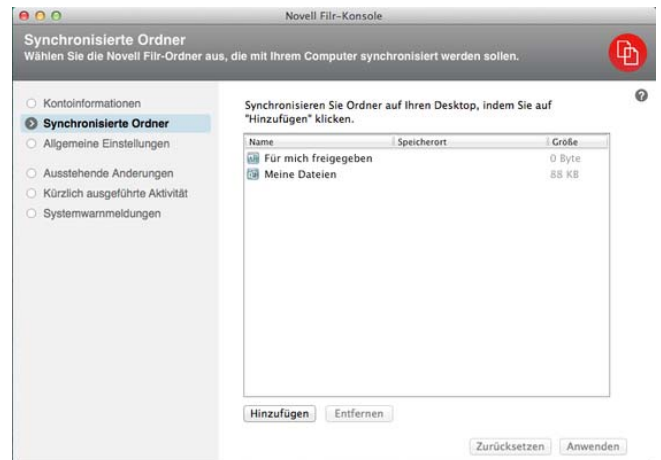 Novell Filr-Konsole
Synchronisierte Ordner
Wählen Sie die Novell Filr-Ordner aus, die mit Ihrem Computer synchronisiert werden sollen.
Kontoinformationen
Synchronisierte Ordner
Allgemeine Einstellungen
Ausstehende Änderungen
Kürzlich ausgeführte Aktivität
Systemwarnmeldungen
Synchronisieren Sie Ordner auf Ihren Desktop, indem Sie auf
"Hinzufügen" klicken.
Name Speicherort Größe
Für mich freigegeben 0 Byte
Meine Dateien 88 KB
Hinzufügen Entfernen
Zurücksetzen Anwenden